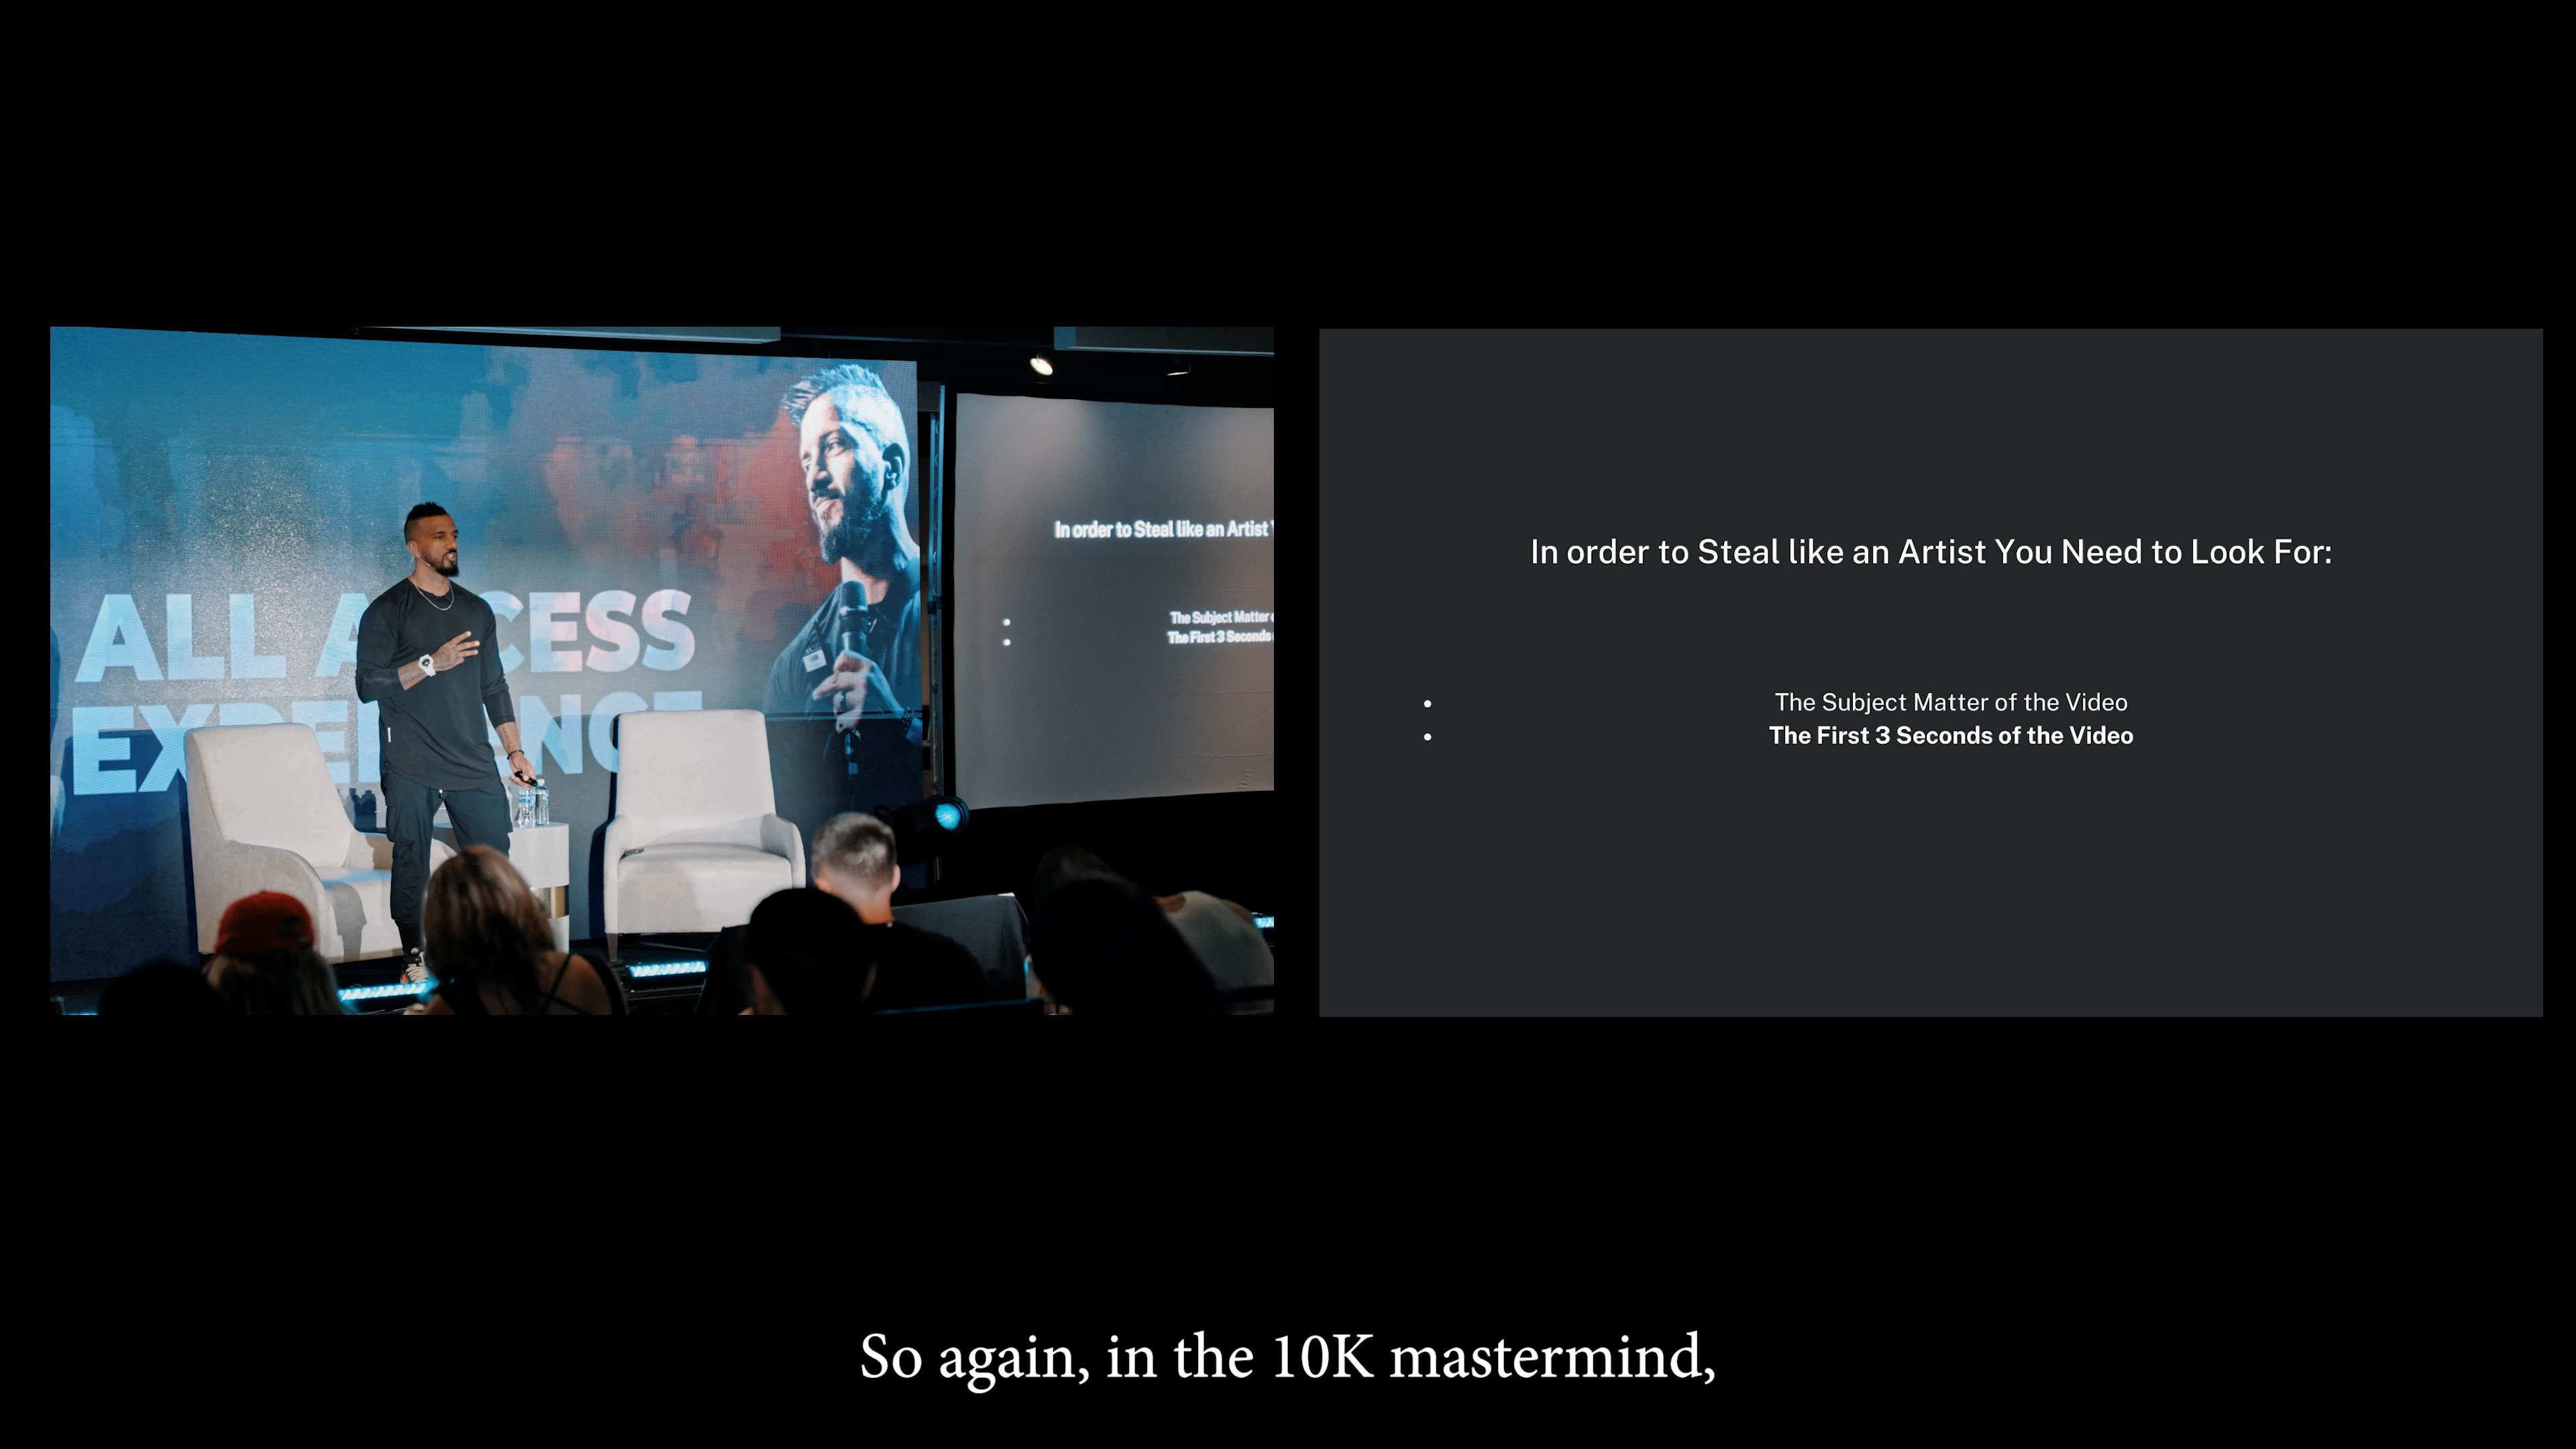 ALL ACCESS
EXPERIANCE
In order to Steal like an Artist
The Subject Matter
The First 3 Seconds
In order to Steal like an Artist You Need to Look For:
• The Subject Matter of the Video
• The First 3 Seconds of the Video
So again, in the 10K mastermind,